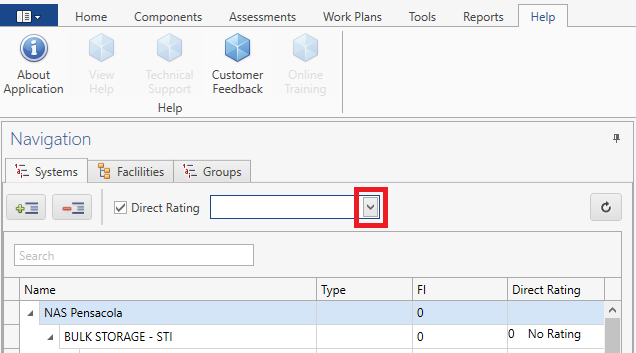 Home Components Assessments Work Plans Tools Reports Help
About Application
View Help
Technical Support
Customer Feedback
Online Training
Help
Navigation
Systems Facilities Groups
Direct Rating
Search
Name Type FI Direct Rating
NAS Pensacola 0
BULK STORAGE - STI 0 0 No Rating